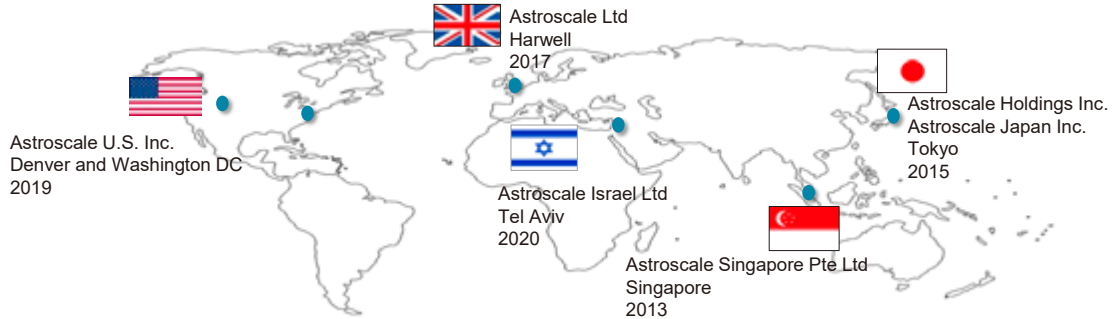 Astroscale Ltd
Harwell
2017
Astroscale U.S. Inc.
Denver and Washington DC
2019
Astroscale Holdings Inc.
Astroscale Japan Inc.
Tokyo
2015
Astroscale Israel Ltd
Tel Aviv
2020
Astroscale Singapore Pte Ltd
Singapore
2013